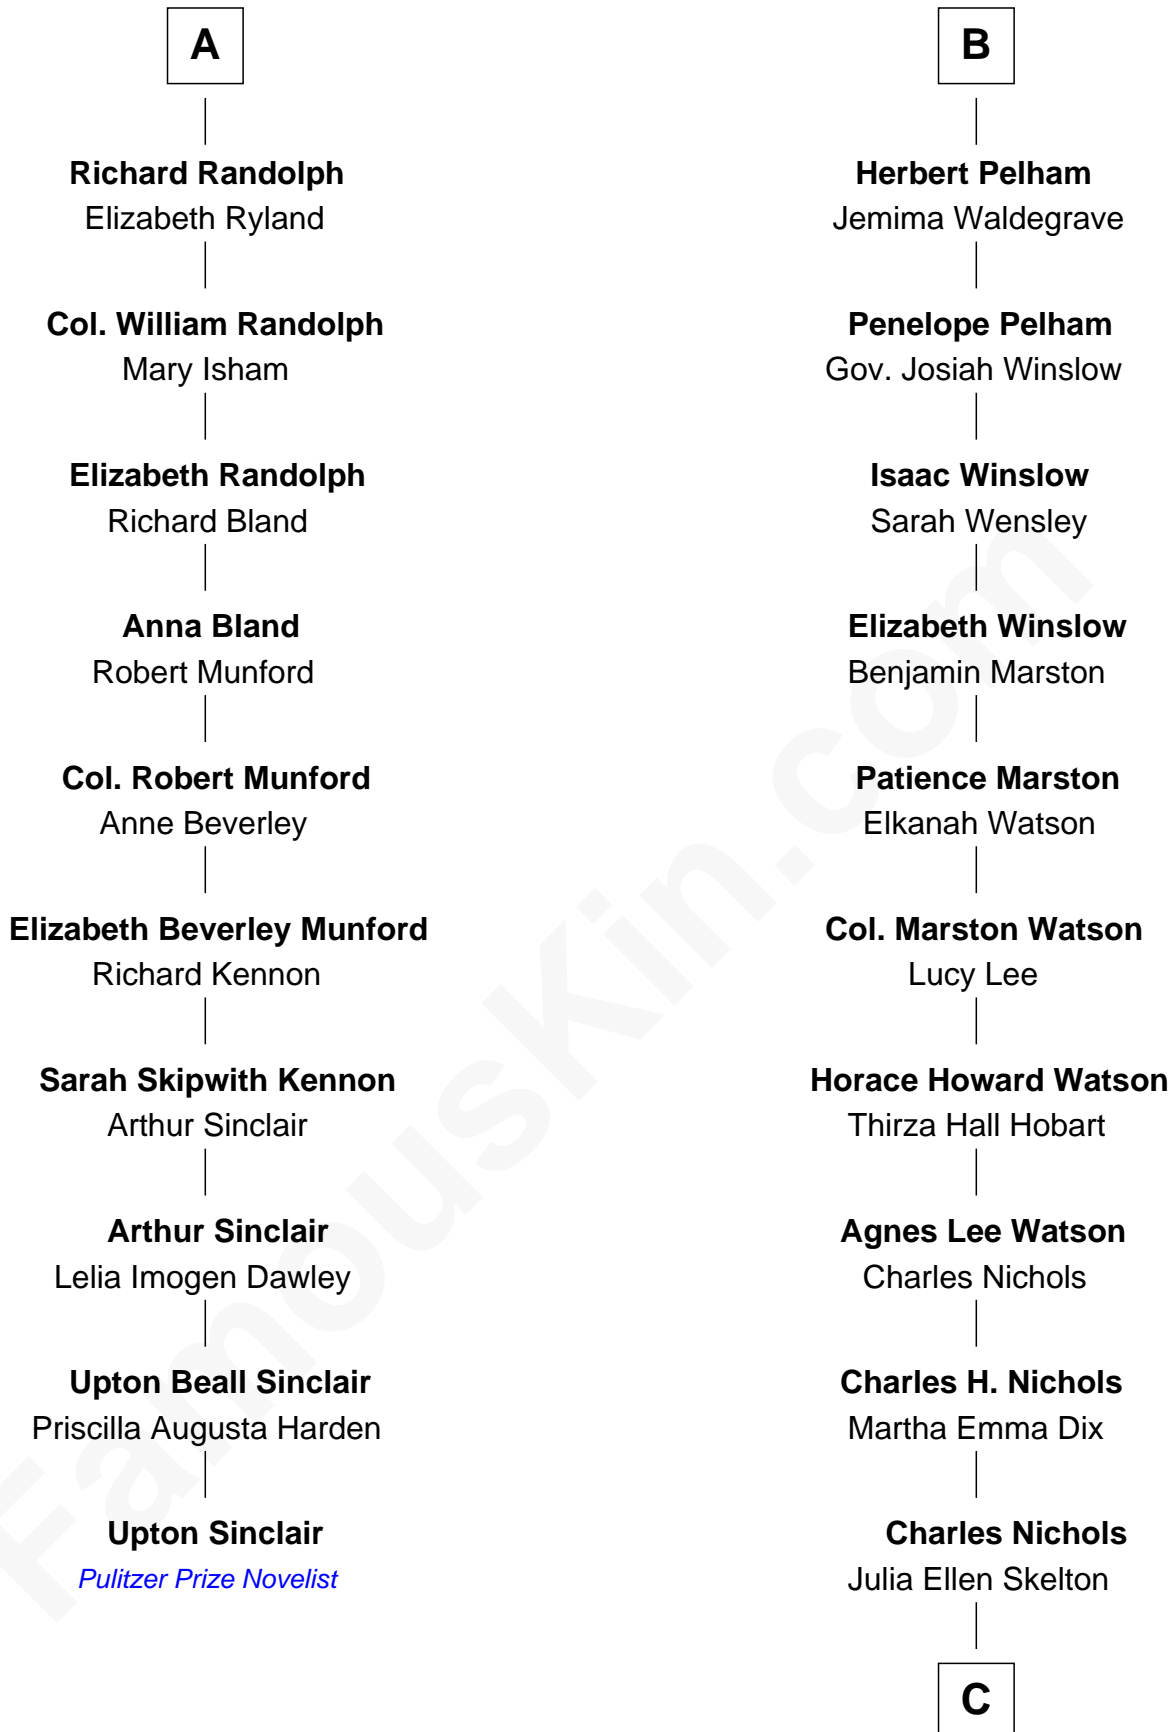 A
Richard Randolph
Elizabeth Ryland
Col. William Randolph
Mary Isham
Elizabeth Randolph
Richard Bland
Anna Bland
Robert Munford
Col. Robert Munford
Anne Beverley
Elizabeth Beverley Munford
Richard Kennon
Sarah Skipwith Kennon
Arthur Sinclair
Arthur Sinclair
Lelia Imogen Dawley
Upton Beall Sinclair
Priscilla Augusta Harden
Upton Sinclair
Pulitzer Prize Novelist
B
Herbert Pelham
Jemima Waldegrave
Penelope Pelham
Gov. Josiah Winslow
Isaac Winslow
Sarah Wensley
Elizabeth Winslow
Benjamin Marston
Patience Marston
Elkanah Watson
Col. Marston Watson
Lucy Lee
Horace Howard Watson
Thirza Hall Hobart
Agnes Lee Watson
Charles Nichols
Charles H. Nichols
Martha Emma Dix
Charles Nichols
Julia Ellen Skelton
C
FamousKin.com